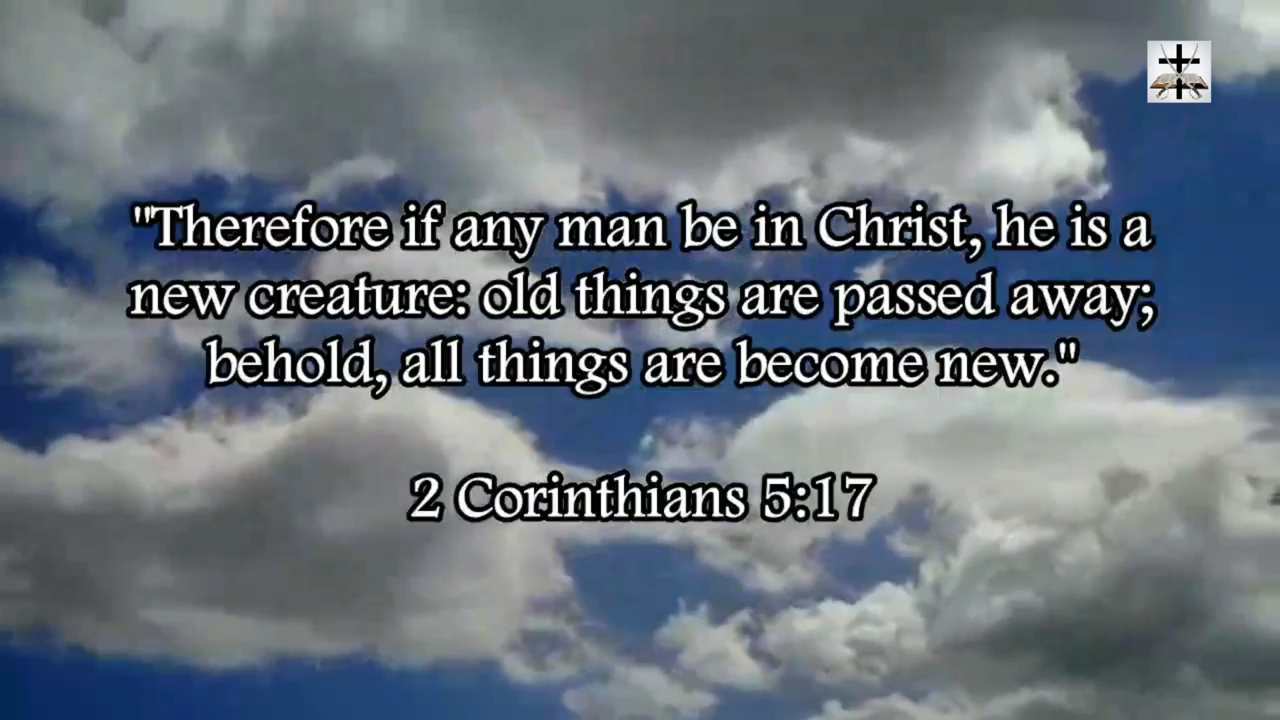 "Therefore if any man be in Christ, he is a
new creature: old things are passed away;
behold, all things are become new."
2 Corinthians 5:17